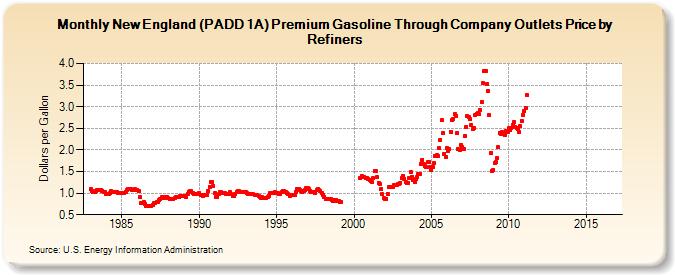 Monthly New England (PADD 1A) Premium Gasoline Through Company Outlets Price by
Refiners
Dollars per Gallon
4.0
3.5
3.0
2.5
2.0
1.5
1.0
0.5
1985 1990 1995 2000 2005 2010 2015
Source: U.S. Energy Information Administration